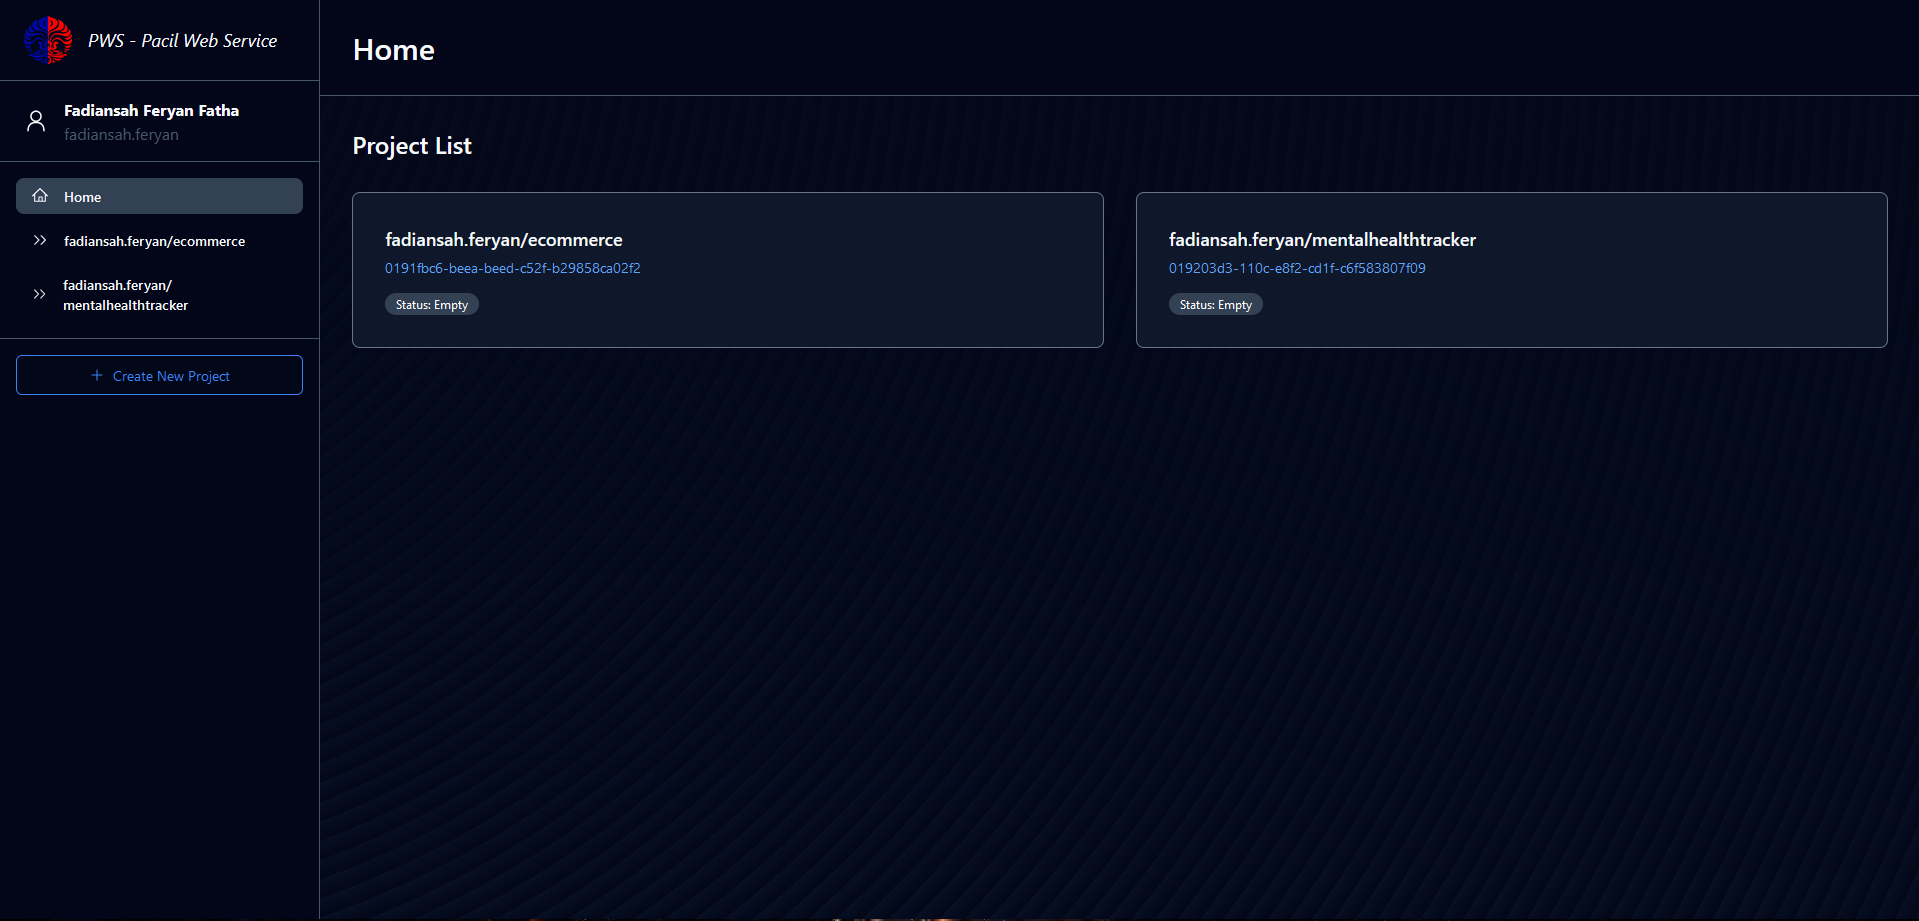 PWS - Pacil Web Service
Fadiansah Feryan Fatha
fadiansah.feryan
Home
fadiansah.feryan/ecommerce
fadiansah.feryan/
mentalhealthtracker
Create New Project
Home
Project List
fadiansah.feryan/ecommerce
0191fbc6-beea-beed-c52f-b29858ca02f2
Status: Empty
fadiansah.feryan/mentalhealthtracker
019203d3-110c-e8f2-cd1f-c6f583807f09
Status: Empty